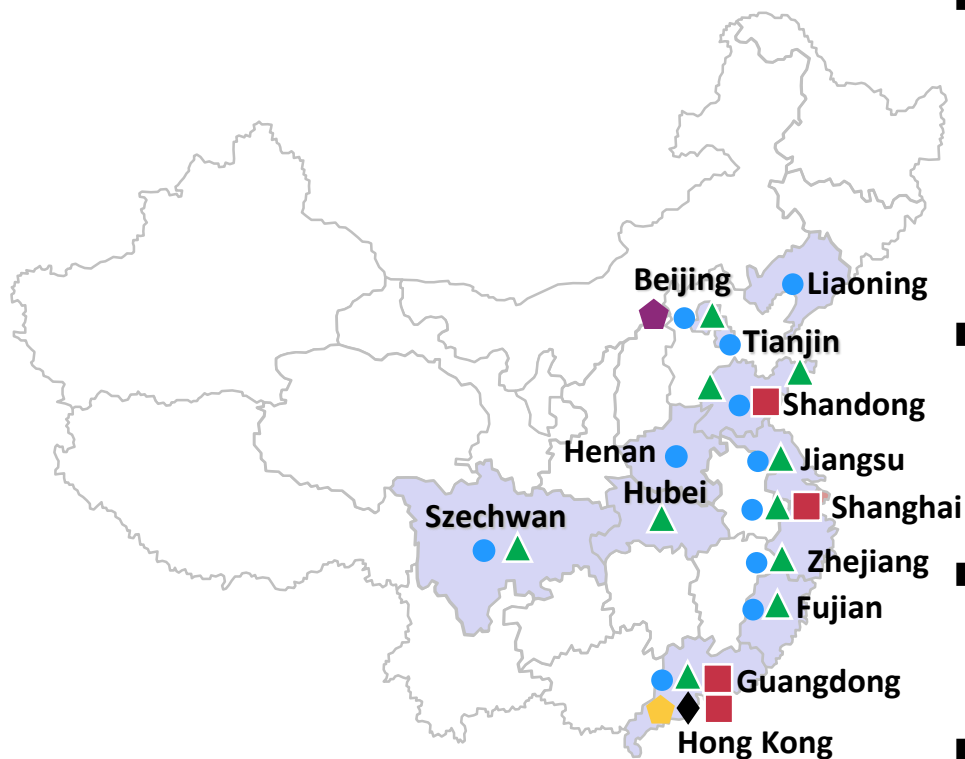 Beijing
Liaoning
Tianjin
Shandong
Henan
Jiangsu
Hubei
Shanghai
Szechwan
Zhejiang
Fujian
Guangdong
Hong Kong